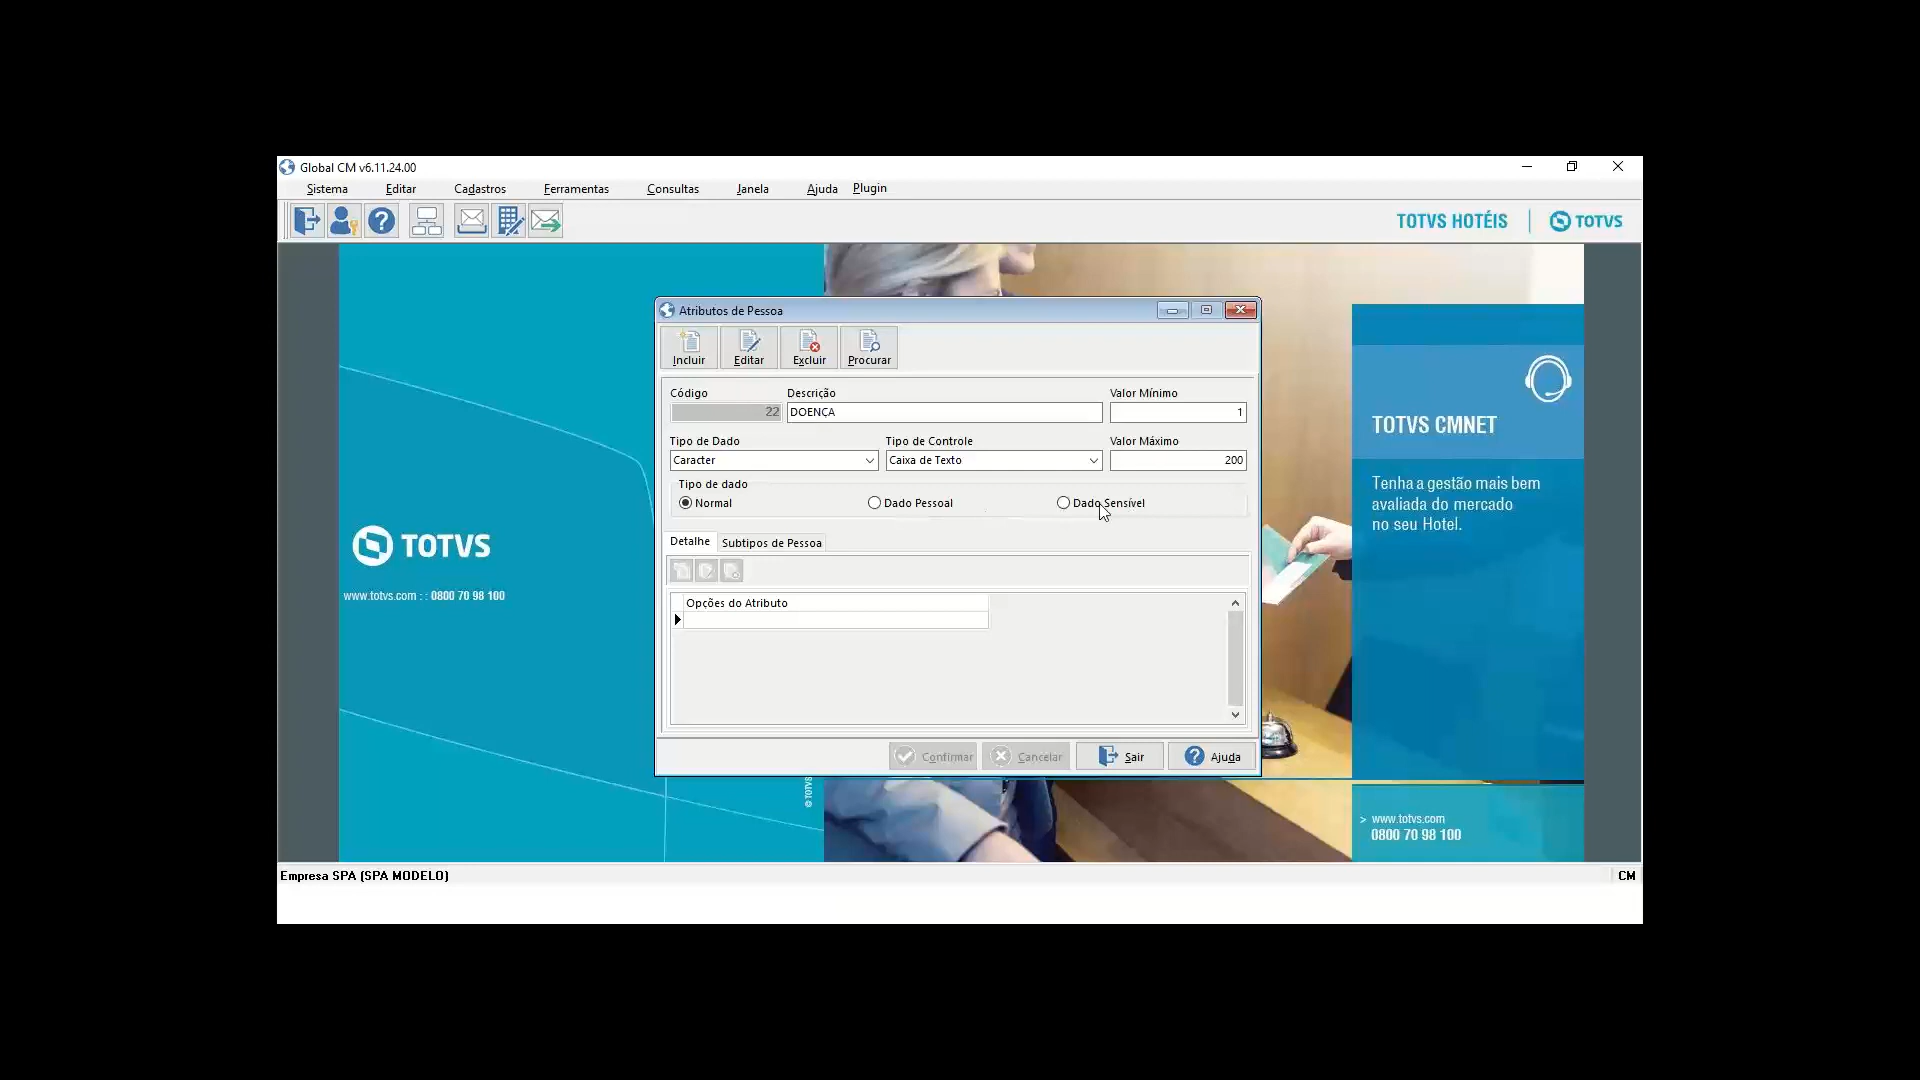 Global CM v6.11.24.00
Sistema Editar Cadastros Ferramentas Consultas Janela Ajuda Plugin
TOTVS HOTÉIS TOTVS
Atributos de Pessoa
Incluir Editar Excluir Procurar
Código Descrição Valor Mínimo
22 DOENCA 1
Tipo de Dado Tipo de Controle Valor Máximo
Caracter Caixa de Texto 200
Tipo de dado
Normal Dado Pessoal Dado Sensível
Detalhe Subtipos de Pessoa
Opções do Atributo
Confirmar Cancelar Sair Ajuda
TOTVS
www.totvs.com :: 0800 70 98 100
© TOTVS
TOTVS CMNET
Tenha a gestão mais bem
avaliada do mercado
no seu Hotel.
> www.totvs.com
0800 70 98 100
Empresa SPA (SPA MODELO) CM